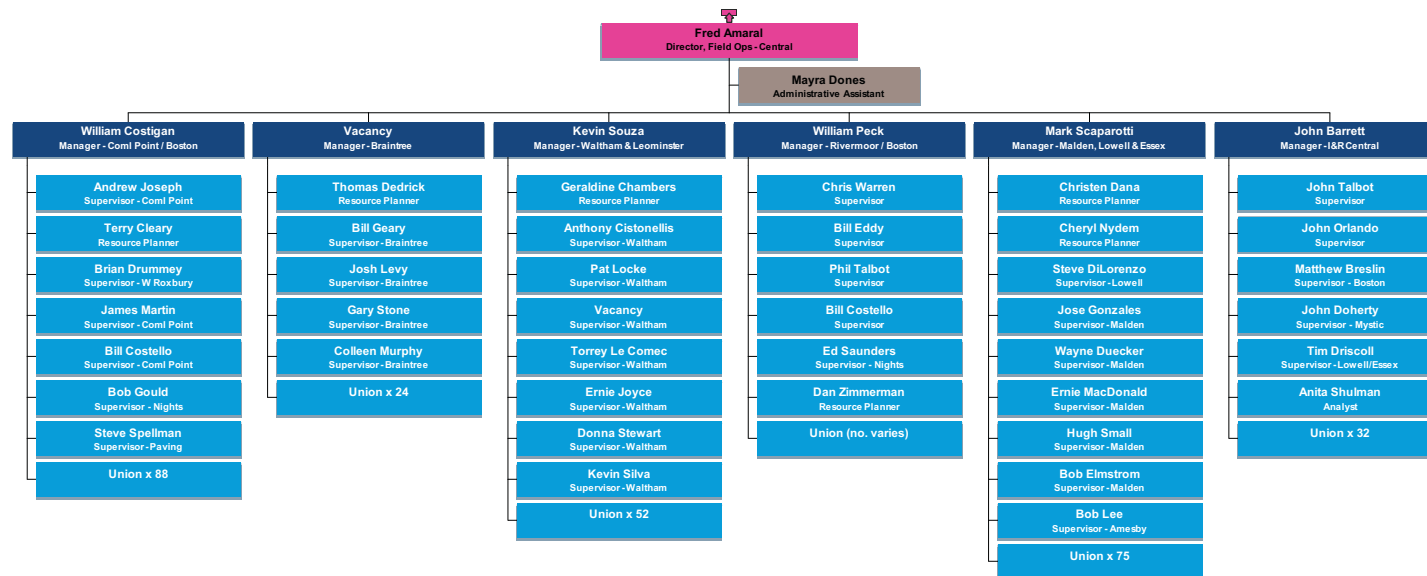 Fred Amaral
Director, Field Ops - Central
Mayra Dones
Administrative Assistant
William Costigan
Manager - Coml Point / Boston
Andrew Joseph
Supervisor - Coml Point
Terry Cleary
Resource Planner
Brian Drummey
Supervisor - W Roxbury
James Martin
Supervisor - Coml Point
Bill Costello
Supervisor - Coml Point
Bob Gould
Supervisor - Nights
Steve Spellman
Supervisor - Paving
Union x 88
Vacancy
Manager - Braintree
Thomas Dedrick
Resource Planner
Bill Geary
Supervisor - Braintree
Josh Levy
Supervisor - Braintree
Gary Stone
Supervisor - Braintree
Colleen Murphy
Supervisor - Braintree
Union x 24
Kevin Souza
Manager - Waltham & Leominster
Geraldine Chambers
Resource Planner
Anthony Cistonellis
Supervisor - Waltham
Pat Locke
Supervisor - Waltham
Vacancy
Supervisor - Waltham
Torrey Le Comec
Supervisor - Waltham
Ernie Joyce
Supervisor - Waltham
Donna Stewart
Supervisor - Waltham
Kevin Silva
Supervisor - Waltham
Union x 52
William Peck
Manager - Rivermoor / Boston
Chris Warren
Supervisor
Bill Eddy
Supervisor
Phil Talbot
Supervisor
Bill Costello
Supervisor
Ed Saunders
Supervisor - Nights
Dan Zimmerman
Resource Planner
Union (no. varies)
Mark Scaparotti
Manager - Malden, Lowell & Essex
Christen Dana
Resource Planner
Cheryl Nydem
Resource Planner
Steve DiLorenzo
Supervisor - Lowell
Jose Gonzales
Supervisor - Malden
Wayne Duecker
Supervisor - Malden
Ernie MacDonald
Supervisor - Malden
Hugh Small
Supervisor - Malden
Bob Elmstrom
Supervisor - Malden
Bob Lee
Supervisor - Amesby
Union x 75
John Barrett
Manager - I&R Central
John Talbot
Supervisor
John Orlando
Supervisor
Matthew Breslin
Supervisor - Boston
John Doherty
Supervisor - Mystic
Tim Driscoll
Supervisor - Lowell/Essex
Anita Shulman
Analyst
Union x 32